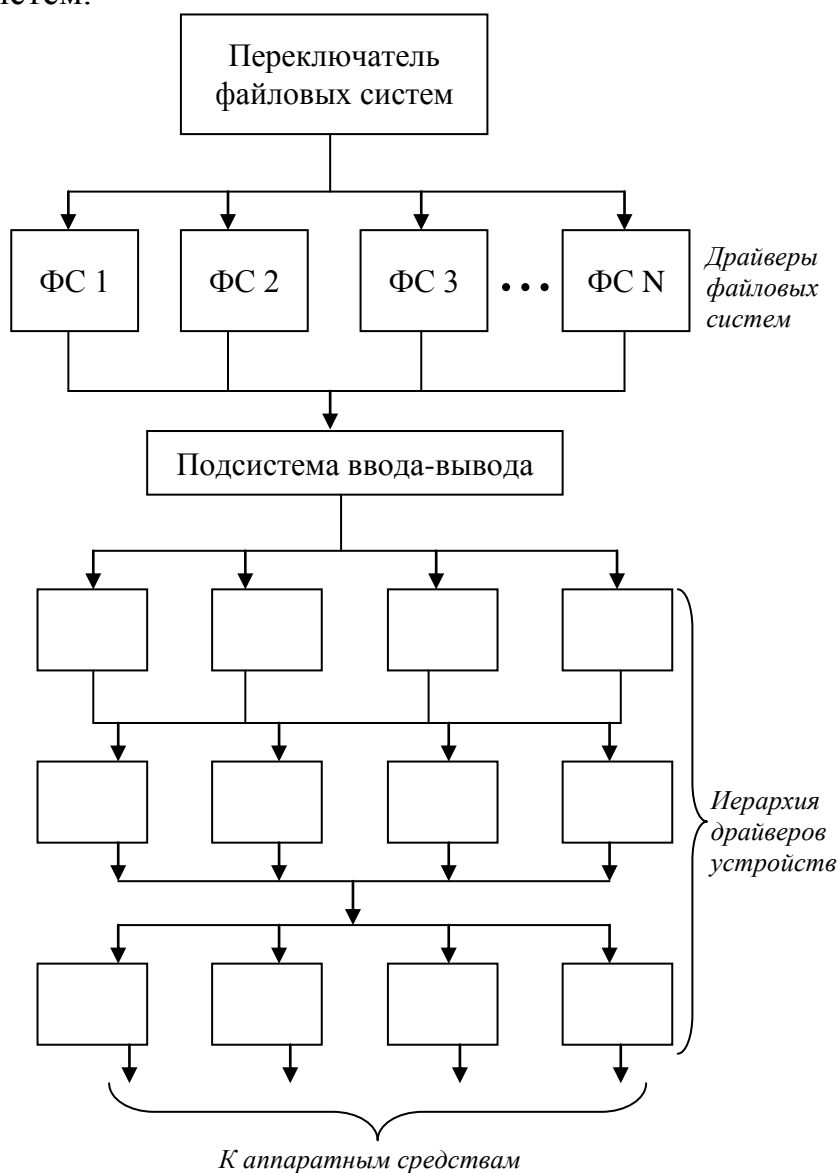 Переключатель
файловых систем
ФС 1
ФС 2
ФС 3
...
ФС N
Драйверы
файловых
систем
Подсистема ввода-вывода
Иерархия
драйверов
устройств
К аппаратным средствам